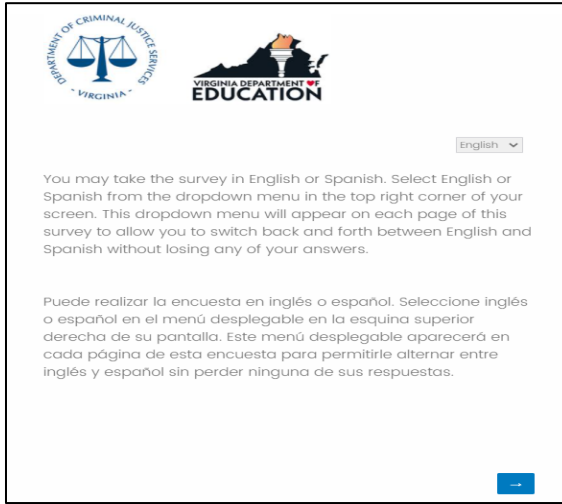 DEPARTMENT OF CRIMINAL JUSTICE SERVICES
- VIRGINIA -
VIRGINIA DEPARTMENT OF
EDUCATION
English
You may take the survey in English or Spanish. Select English or
Spanish from the dropdown menu in the top right corner of your
screen. This dropdown menu will appear on each page of this
survey to allow you to switch back and forth between English and
Spanish without losing any of your answers.
Puede realizar la encuesta en inglés o español. Seleccione inglés
o español en el menú desplegable en la esquina superior
derecha de su pantalla. Este menú desplegable aparecerá en
cada página de esta encuesta para permitirle alternar entre
inglés y español sin perder ninguna de sus respuestas.
→